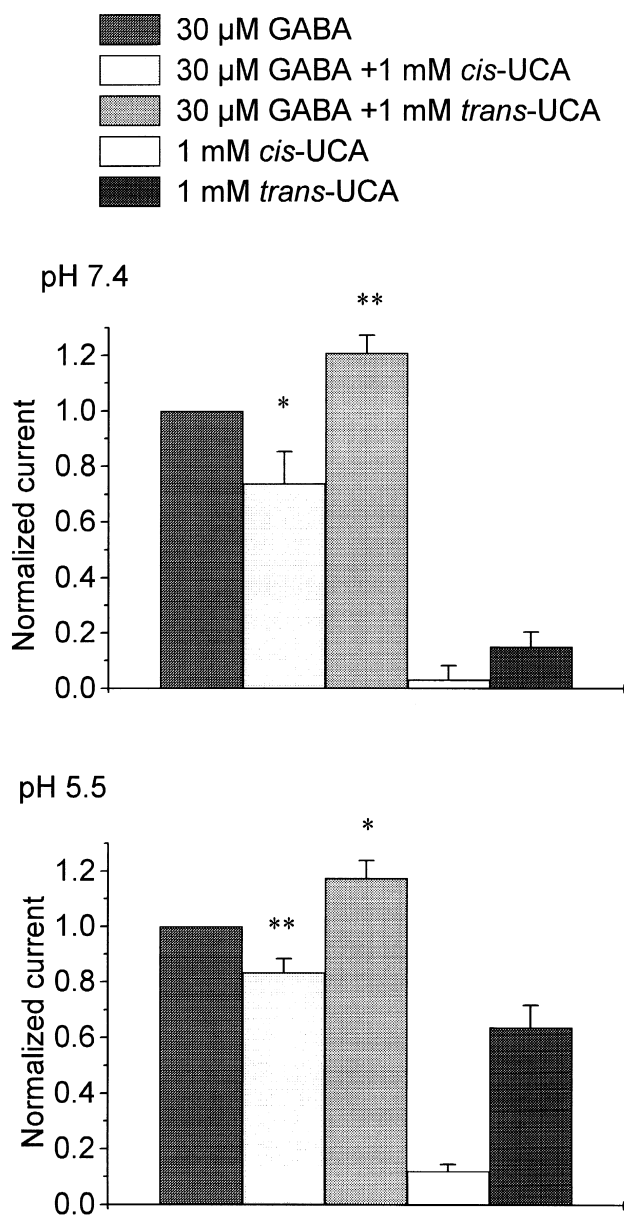 30 µM GABA
30 µM GABA +1 mM cis-UCA
30 µM GABA +1 mM trans-UCA
1 mM cis-UCA
1 mM trans-UCA
pH 7.4
**
*
1.2
1.0
0.8
0.6
0.4
0.2
0.0
Normalized current
pH 5.5
*
**
1.2
1.0
0.8
0.6
0.4
0.2
0.0
Normalized current